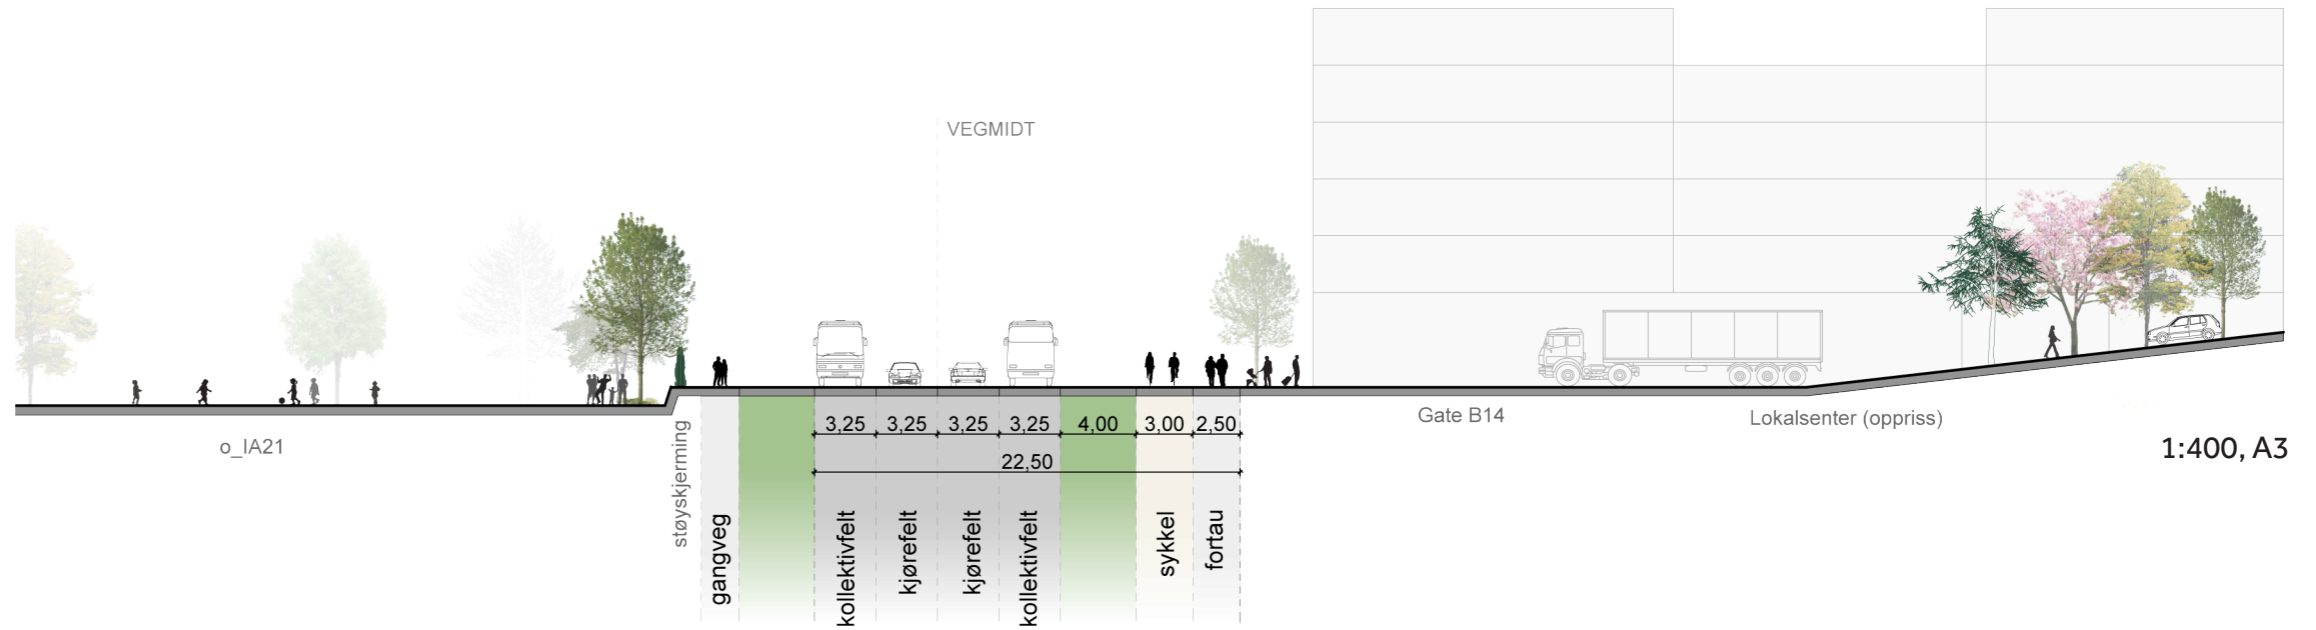 VEGMIDT
o_IA21
Gate B14
Lokalsenter (oppriss)
1:400, A3
3,25
3,25
3,25
3,25
4,00
3,00
2,50
22,50
støyskjerming
gangveg
kollektivfelt
kjørefelt
kjørefelt
kollektivfelt
sykkel
fortau